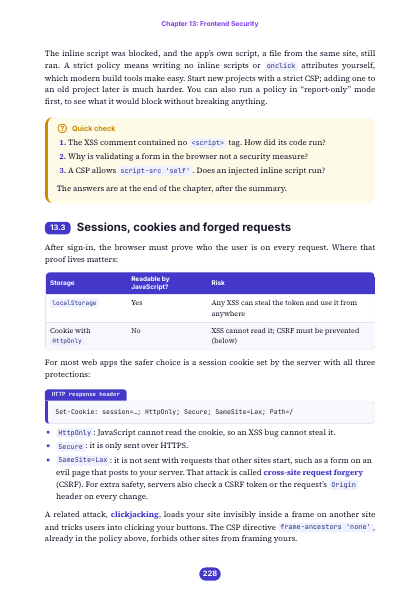 Chapter 13: Frontend Security
The inline script was blocked, and the app's own script, a file from the same site, still
ran. A strict policy means writing no inline scripts or onclick attributes yourself,
which modern build tools make easy. Start new projects with a strict CSP; adding one to
an old project later is much harder. You can also run a policy in "report-only" mode
first, to see what it would block without breaking anything.
Quick check
1. The XSS comment contained no <script> tag. How did its code run?
2. Why is validating a form in the browser not a security measure?
3. A CSP allows script-src 'self' . Does an injected inline script run?
The answers are at the end of the chapter, after the summary.
13.3 Sessions, cookies and forged requests
After sign-in, the browser must prove who the user is on every request. Where that
proof lives matters:
Storage Readable by JavaScript? Risk
localStorage Yes Any XSS can steal the token and use it from
anywhere
Cookie with HttpOnly No XSS cannot read it; CSRF must be prevented
(below)
For most web apps the safer choice is a session cookie set by the server with all three
protections:
HTTP response header
Set-Cookie: session=…; HttpOnly; Secure; SameSite=Lax; Path=/
• HttpOnly : JavaScript cannot read the cookie, so an XSS bug cannot steal it.
• Secure : it is only sent over HTTPS.
• SameSite=Lax : it is not sent with requests that other sites start, such as a form on an
evil page that posts to your server. That attack is called cross-site request forgery
(CSRF). For extra safety, servers also check a CSRF token or the request's Origin
header on every change.
A related attack, clickjacking, loads your site invisibly inside a frame on another site
and tricks users into clicking your buttons. The CSP directive frame-ancestors 'none' ,
already in the policy above, forbids other sites from framing yours.
228